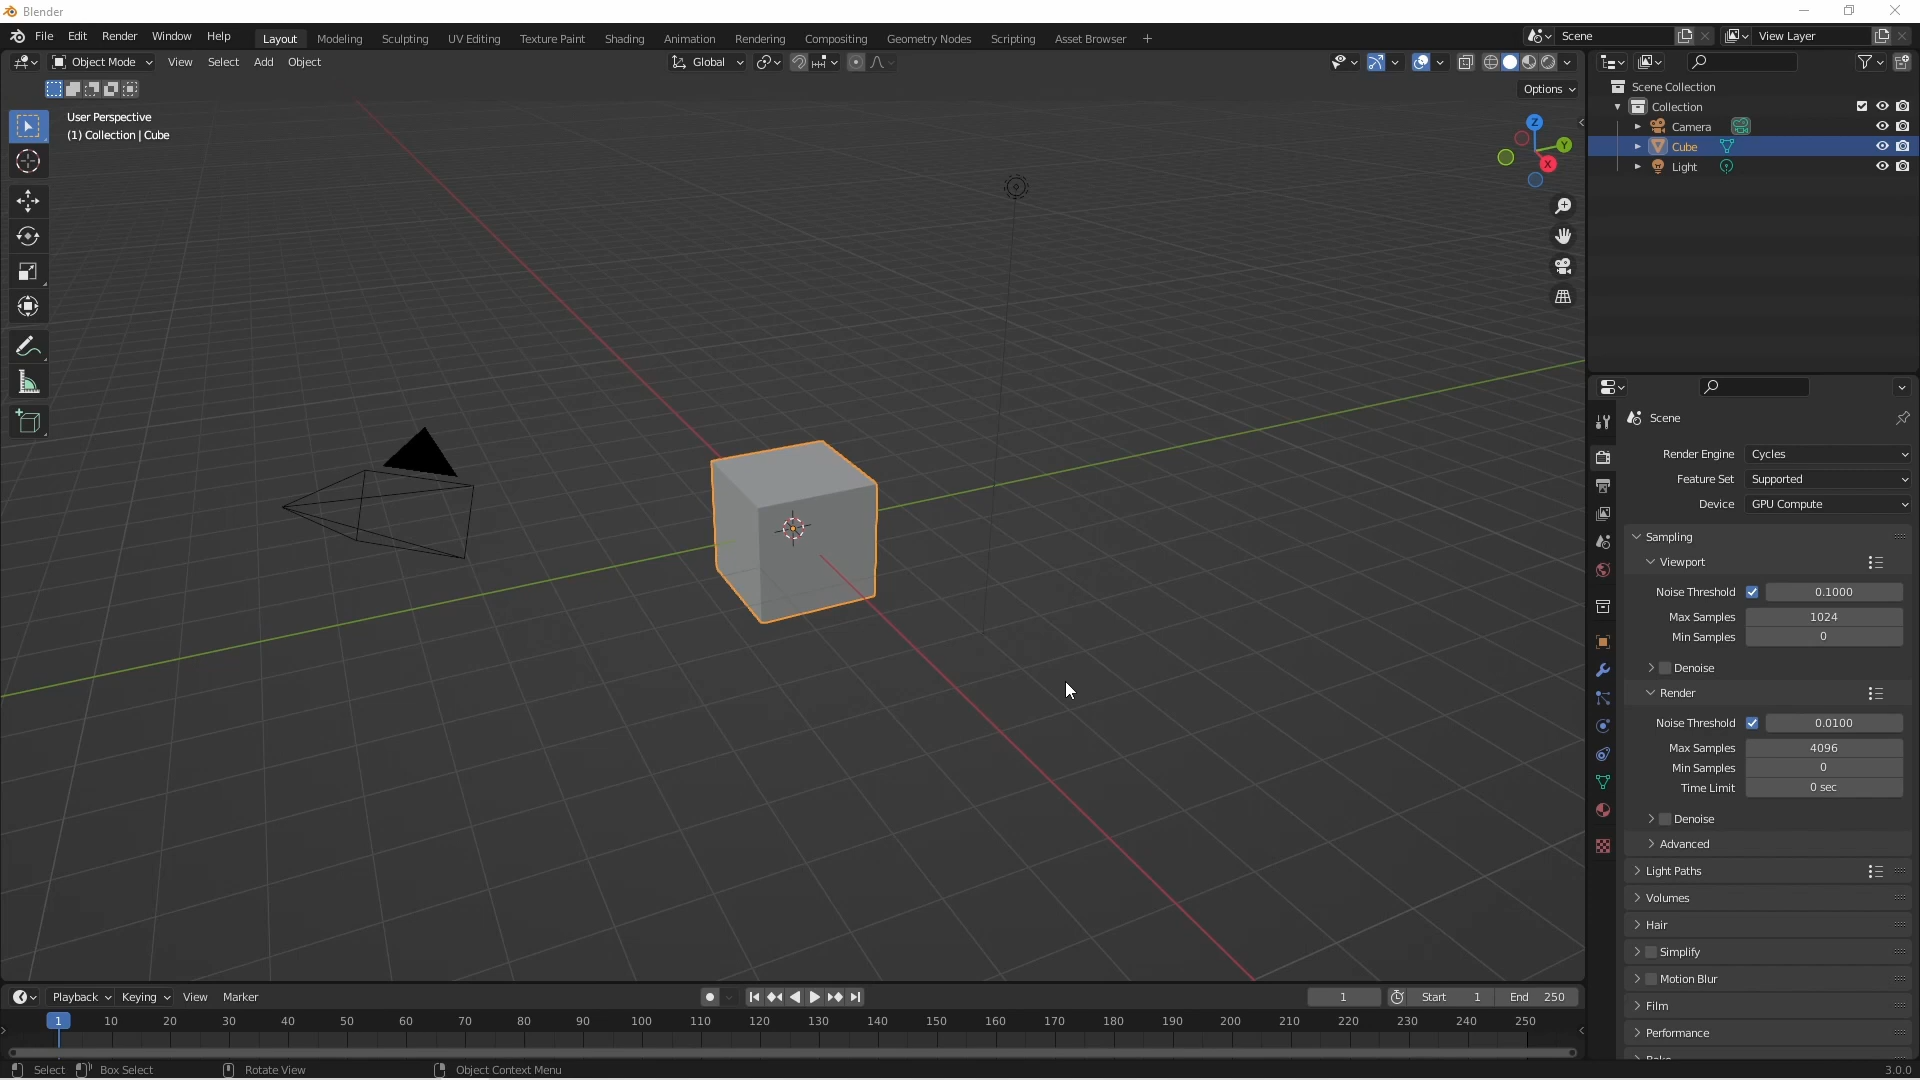 Blender
File Edit Render Window Help Layout Modeling Sculpting UV Editing Texture Paint Shading Animation Rendering Compositing Geometry Nodes Scripting Asset Browser + Scene View Layer
Object Mode View Select Add Object Global
Options
User Perspective
(1) Collection | Cube
Z
Y
X
Scene Collection
Collection
Camera
Cube
Light
Scene
Render Engine Cycles
Feature Set Supported
Device GPU Compute
Sampling
Viewport
Noise Threshold 0.1000
Max Samples 1024
Min Samples 0
Denoise
Render
Noise Threshold 0.0100
Max Samples 4096
Min Samples 0
Time Limit 0 sec
Denoise
Advanced
Light Paths
Volumes
Hair
Simplify
Motion Blur
Film
Performance
Playback Keying View Marker 1 Start 1 End 250
1 10 20 30 40 50 60 70 80 90 100 110 120 130 140 150 160 170 180 190 200 210 220 230 240 250
Select Box Select Rotate View Object Context Menu 3.0.0